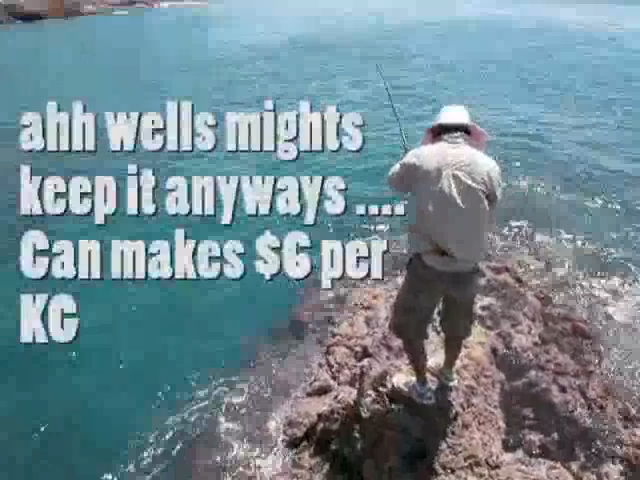 ahh wells mights
keep it anyways ....
Can makes $6 per
KG